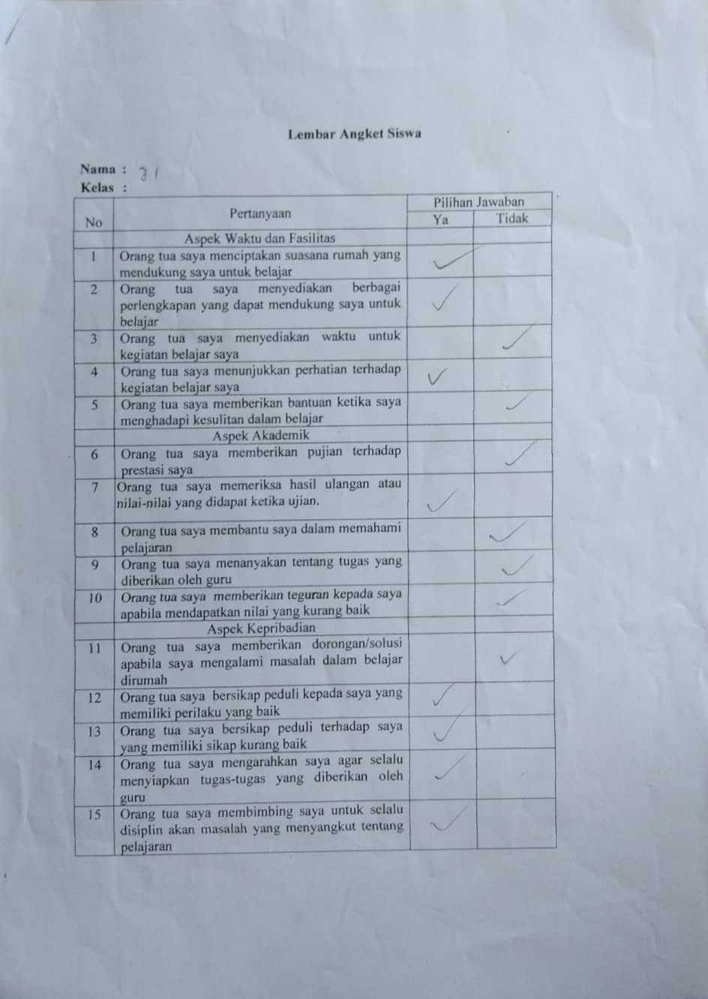 Lembar Angket Siswa
Nama :
Kelas :
No
Pertanyaan
Pilihan Jawaban
Ya
Tidak
Aspek Waktu dan Fasilitas
1 Orang tua saya menciptakan suasana rumah yang
mendukung saya untuk belajar ✓
2 Orang tua saya menyediakan berbagai
perlengkapan yang dapat mendukung saya untuk ✓
belajar
3 Orang tua saya menyediakan waktu untuk ✓
kegiatan belajar saya
4 Orang tua saya menunjukkan perhatian terhadap ✓
kegiatan belajar saya
5 Orang tua saya memberikan bantuan ketika saya ✓
menghadapi kesulitan dalam belajar
Aspek Akademik
6 Orang tua saya memberikan pujian terhadap ✓
prestasi saya
7 Orang tua saya memeriksa hasil ulangan atau
nilai-nilai yang didapat ketika ujian. ✓
8 Orang tua saya membantu saya dalam memahami ✓
pelajaran
9 Orang tua saya menanyakan tentang tugas yang ✓
diberikan oleh guru
10 Orang tua saya memberikan teguran kepada saya ✓
apabila mendapatkan nilai yang kurang baik
Aspek Kepribadian
11 Orang tua saya memberikan dorongan/solusi
apabila saya mengalami masalah dalam belajar ✓
dirumah
12 Orang tua saya bersikap peduli kepada saya yang ✓
memiliki perilaku yang baik
13 Orang tua saya bersikap peduli terhadap saya ✓
yang memiliki sikap kurang baik
14 Orang tua saya mengarahkan saya agar selalu
menyiapkan tugas-tugas yang diberikan oleh ✓
guru
15 Orang tua saya membimbing saya untuk selalu
disiplin akan masalah yang menyangkut tentang ✓
pelajaran